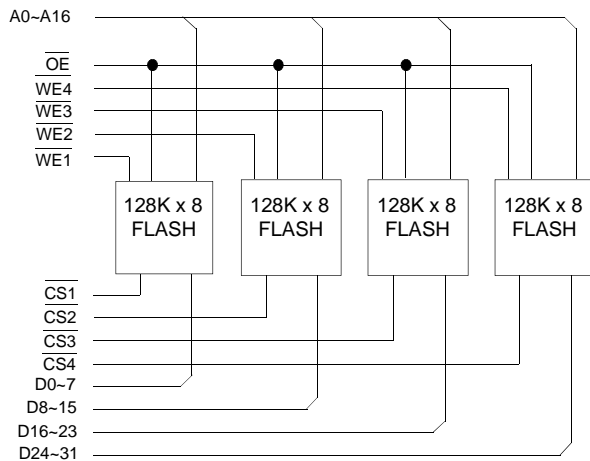 A0~A16
OE
WE4
WE3
WE2
WE1
128K x 8
FLASH
128K x 8
FLASH
128K x 8
FLASH
128K x 8
FLASH
CS1
CS2
CS3
CS4
D0~7
D8~15
D16~23
D24~31